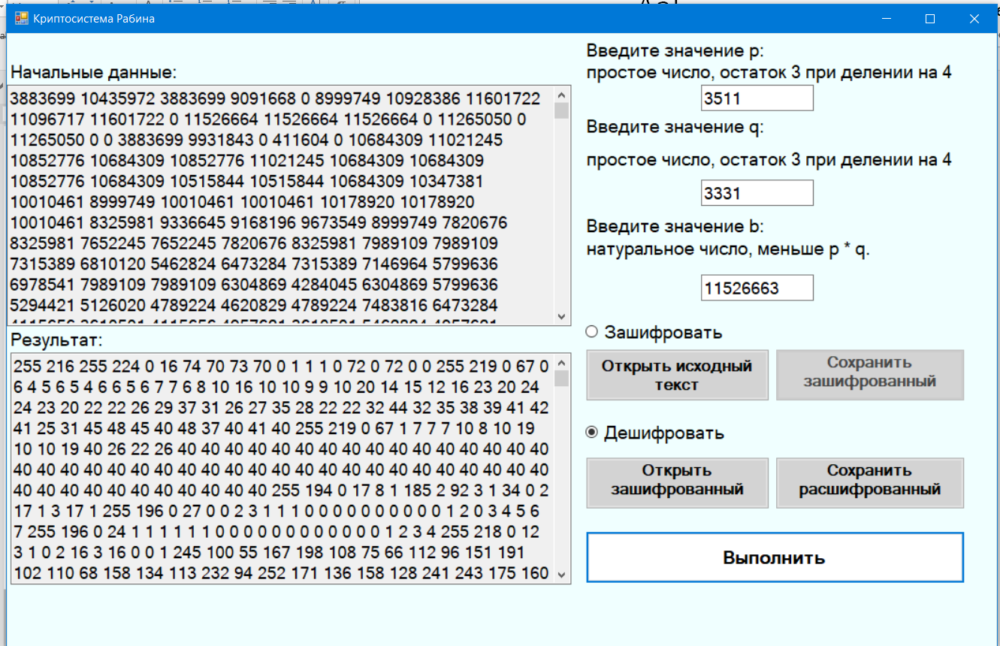 Криптосистема Рабина
Начальные данные:
3883699 10435972 3883699 9091668 0 8999749 10928386 11601722
11096717 11601722 0 11526664 11526664 11526664 0 11265050 0
11265050 0 0 3883699 9931843 0 411604 0 10684309 11021245
10852776 10684309 10852776 11021245 10684309 10684309
10852776 10684309 10515844 10515844 10684309 10347381
10010461 8999749 10010461 10010461 10178920 10178920
10010461 8325981 9336645 9168196 9673549 8999749 7820676
8325981 7652245 7652245 7820676 8325981 7989109 7989109
7315389 6810120 5462824 6473284 7315389 7146964 5799636
6978541 7989109 7989109 6304869 4284045 6304869 5799636
5294421 5126020 4789224 4620829 4789224 7483816 6473284
Результат:
255 216 255 224 0 16 74 70 73 70 0 1 1 1 0 72 0 72 0 0 255 219 0 67 0
6 4 5 6 5 4 6 6 5 6 7 7 6 8 10 16 10 10 9 9 10 20 14 15 12 16 23 20 24
24 23 20 22 22 26 29 37 31 26 27 35 28 22 22 32 44 32 35 38 39 41 42
41 25 31 45 48 45 40 48 37 40 41 40 255 219 0 67 1 7 7 7 10 8 10 19
10 10 19 40 26 22 26 40 40 40 40 40 40 40 40 40 40 40 40 40 40 40 40
40 40 40 40 40 40 40 40 40 40 40 40 40 40 40 40 40 40 40 40 40 40 40
40 40 40 40 40 40 40 40 40 40 40 255 194 0 17 8 1 185 2 92 3 1 34 0 2
17 1 3 17 1 255 196 0 27 0 0 2 3 1 1 1 0 0 0 0 0 0 0 0 0 0 1 2 0 3 4 5 6
7 255 196 0 24 1 1 1 1 1 1 0 0 0 0 0 0 0 0 0 0 0 0 1 2 3 4 255 218 0 12
3 1 0 2 16 3 16 0 0 1 245 100 55 167 198 108 75 66 112 96 151 191
102 110 68 158 134 113 232 94 252 171 136 158 128 241 243 175 160
Введите значение p:
простое число, остаток 3 при делении на 4
3511
Введите значение q:
простое число, остаток 3 при делении на 4
3331
Введите значение b:
натуральное число, меньше p * q.
11526663
Зашифровать
Открыть исходный
текст
Сохранить
зашифрованный
Дешифровать
Открыть
зашифрованный
Сохранить
расшифрованный
Выполнить